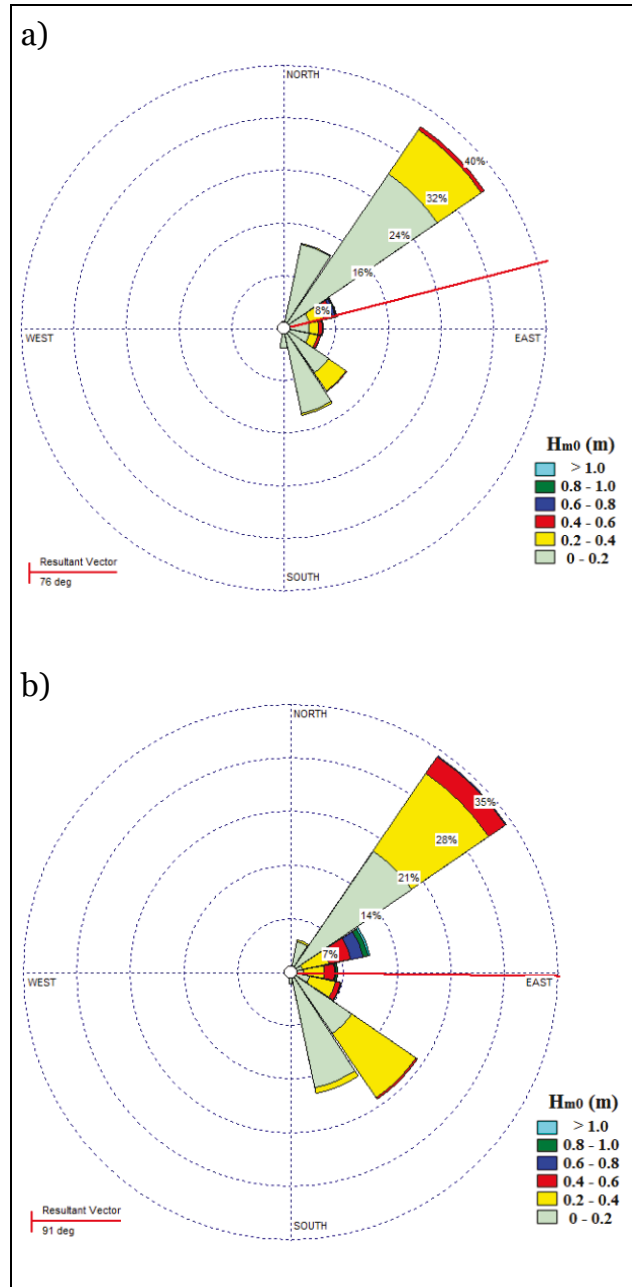 a)
NORTH
40%
32%
24%
16%
8%
WEST
EAST
Hm0 (m)
> 1.0
0.8 - 1.0
0.6 - 0.8
0.4 - 0.6
0.2 - 0.4
0 - 0.2
Resultant Vector
76 deg
SOUTH
b)
NORTH
35%
28%
21%
14%
7%
WEST
EAST
Hm0 (m)
> 1.0
0.8 - 1.0
0.6 - 0.8
0.4 - 0.6
0.2 - 0.4
0 - 0.2
Resultant Vector
91 deg
SOUTH